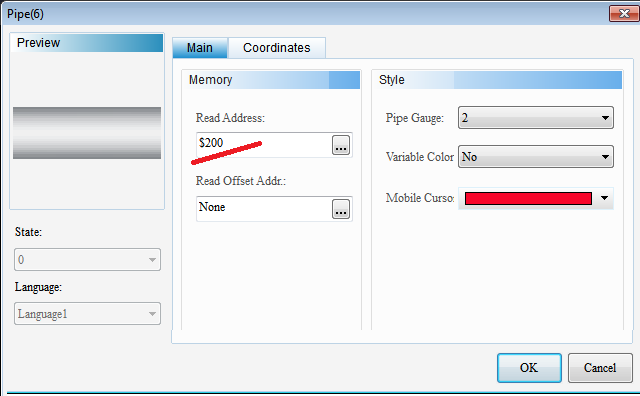 Pipe(6)
Preview
Main
Coordinates
Memory
Style
Read Address:
$200
...
Read Offset Addr.:
None
...
Pipe Gauge:
2
Variable Color
No
Mobile Curso
State:
0
Language:
Language1
OK
Cancel